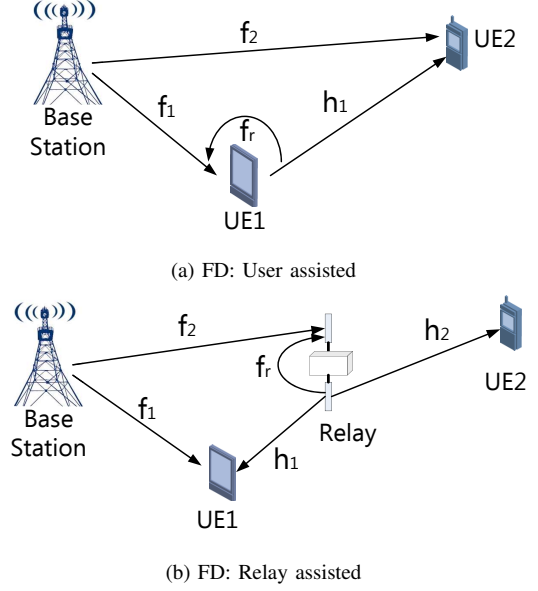 f2
UE2
Base
Station
f1
fr
h1
UE1
(a) FD: User assisted
f2
h2
fr
UE2
Base
Station
f1
Relay
h1
UE1
(b) FD: Relay assisted